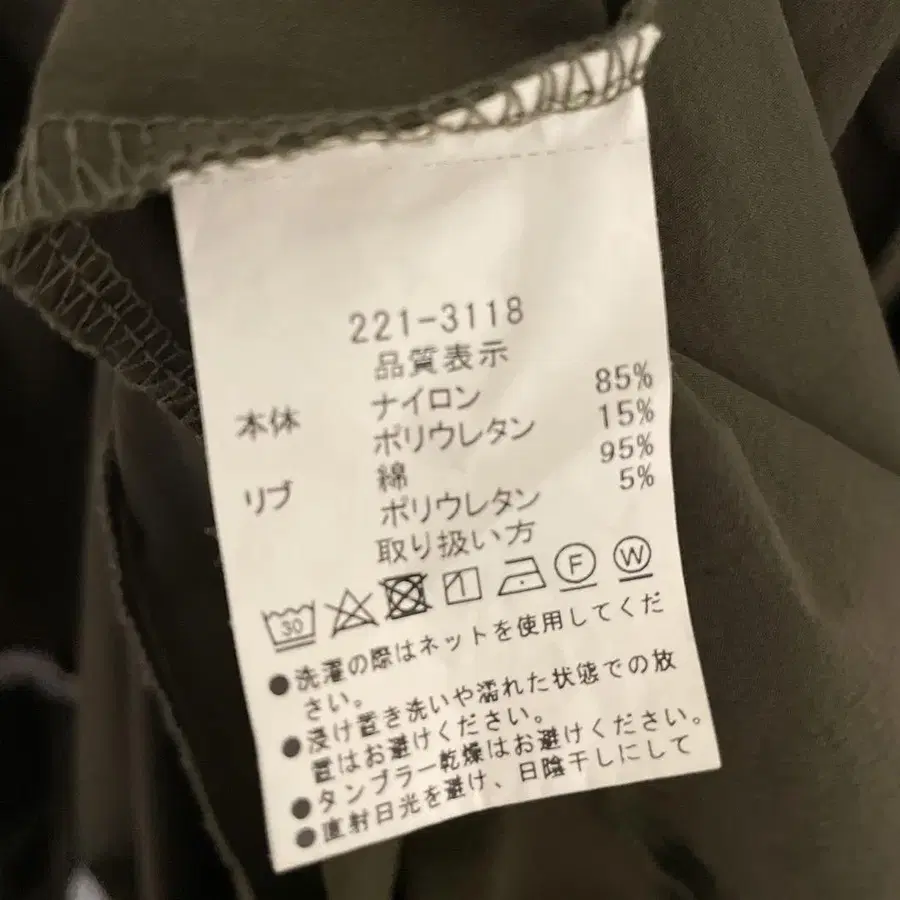 221-3118
品質表示
本体 ナイロン 85%
ポリウレタン 15%
リブ 綿 95%
ポリウレタン 5%
取り扱い方
30 F W
●洗濯の際はネットを使用してくだ
さい。
●浸け置き洗いや濡れた状態での放
置はお避けください。
●タンブラー乾燥はお避けください。
●直射日光を避け、日陰干しにして